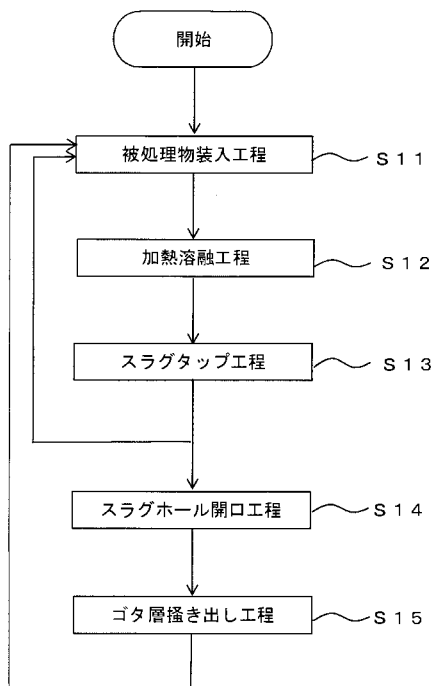 開始
被処理物装入工程
S11
加熱溶融工程
S12
スラグタップ工程
S13
スラグホール開口工程
S14
ゴタ層掻き出し工程
S15